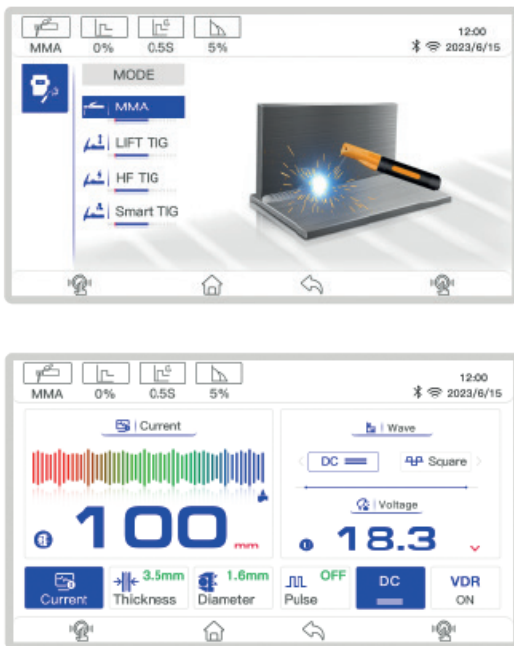 MMA 0% 0.5S 5%
12:00
2023/6/15
MODE
MMA
LIFT TIG
HF TIG
Smart TIG
MMA 0% 0.5S 5%
12:00
2023/6/15
Current
Wave
DC Square
Voltage
100 mm
18.3 V
3.5mm 1.6mm OFF DC VDR
Current Thickness Diameter Pulse ON